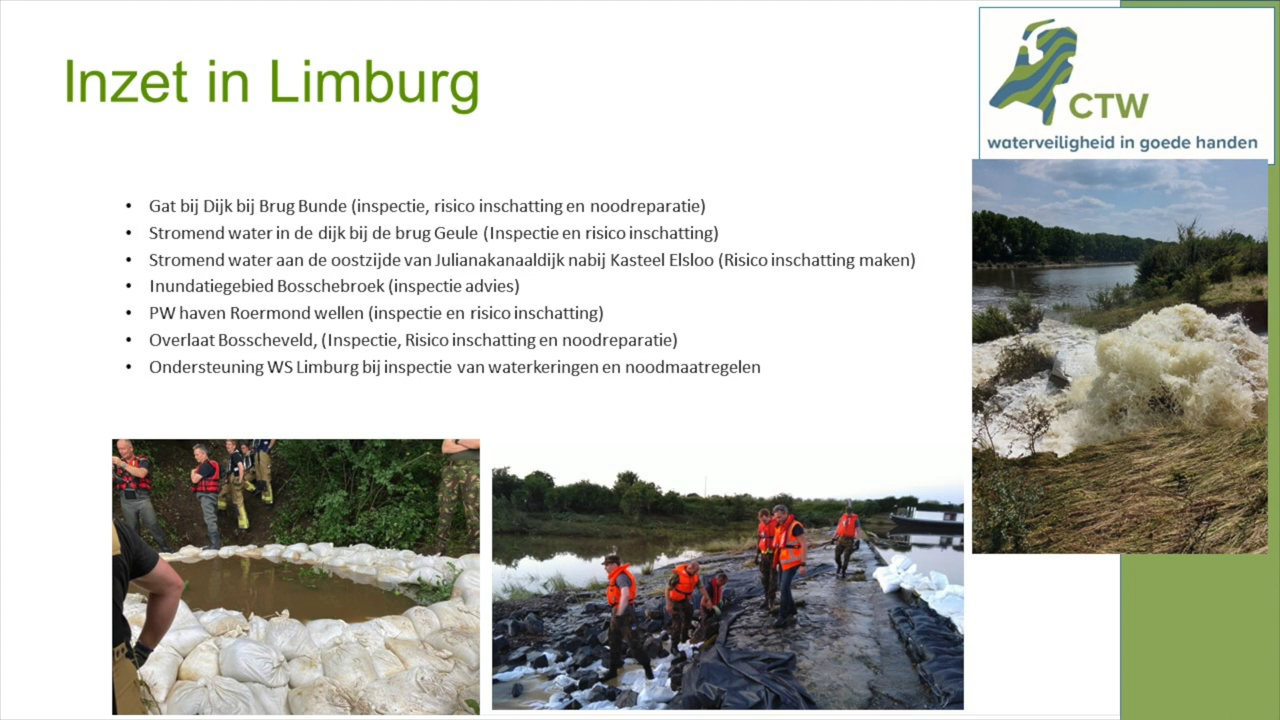 Inzet in Limburg
CTW
waterveiligheid in goede handen
• Gat bij Dijk bij Brug Bunde (inspectie, risico inschatting en noodreparatie)
• Stromend water in de dijk bij de brug Geule (Inspectie en risico inschatting)
• Stromend water aan de oostzijde van Julianakanaaldijk nabij Kasteel Elsloo (Risico inschatting maken)
• Inundatiegebied Bosschebroek (inspectie advies)
• PW haven Roermond wellen (inspectie en risico inschatting)
• Overlaat Bosscheveld, (Inspectie, Risico inschatting en noodreparatie)
• Ondersteuning WS Limburg bij inspectie van waterkeringen en noodmaatregelen